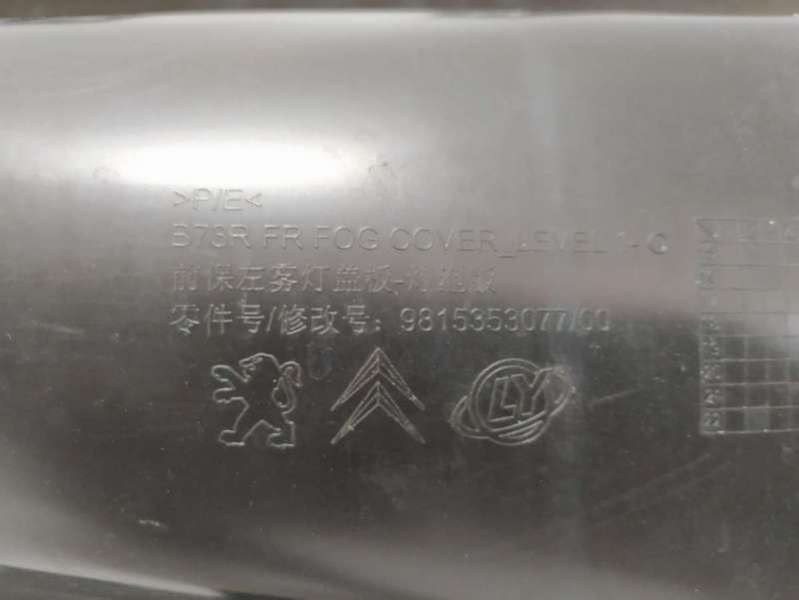 >P/E<
B73R FR FOG COVER_LEVEL 1 G
前保左雾灯盖板
零件号/修改号: 9815353077/00
LY